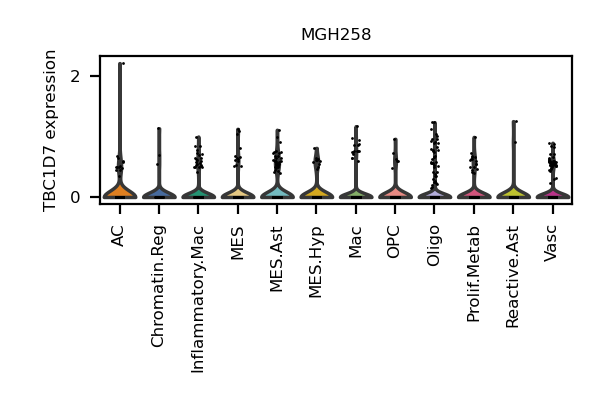 MGH258
TBC1D7 expression
2
0
AC
Chromatin.Reg
Inflammatory.Mac
MES
MES.Ast
MES.Hyp
Mac
OPC
Oligo
Prolif.Metab
Reactive.Ast
Vasc